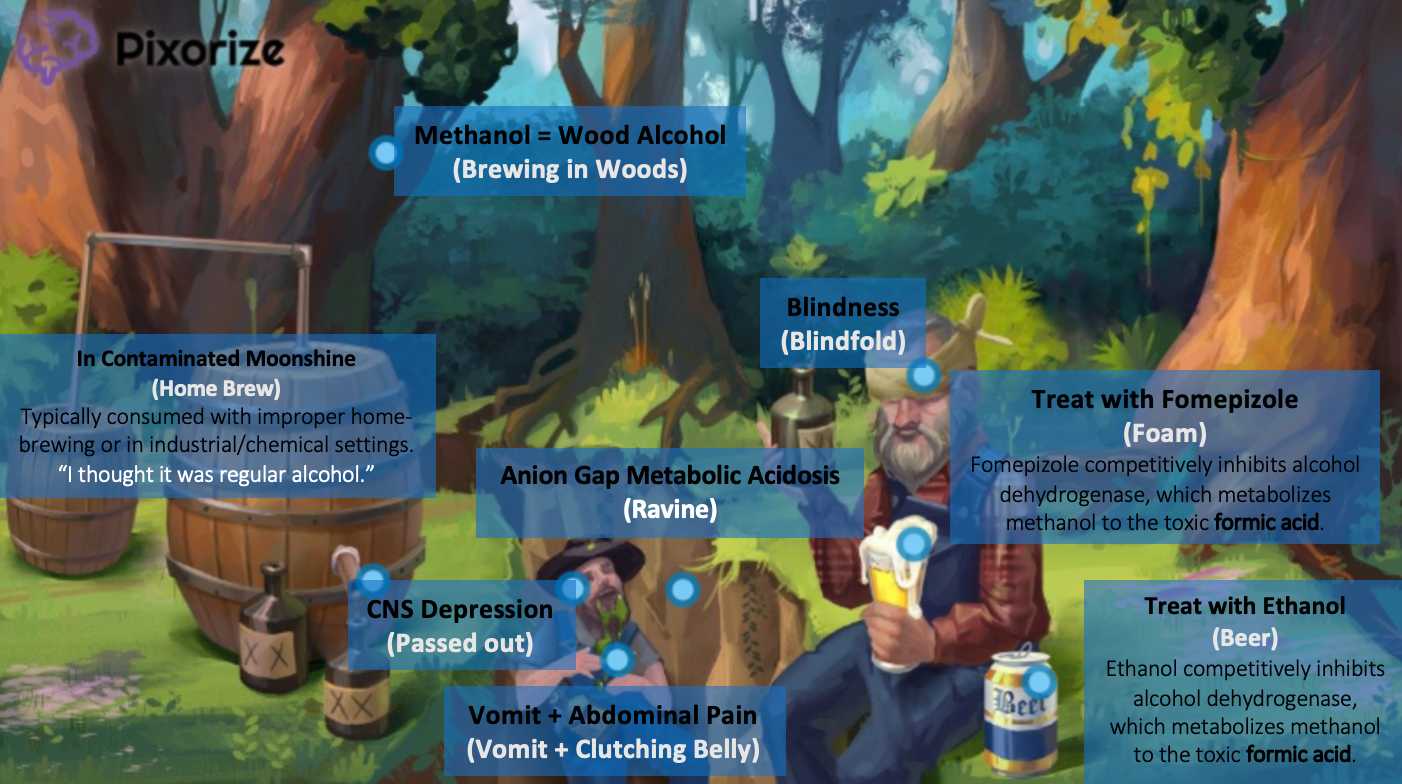 Pixorize
Methanol = Wood Alcohol
(Brewing in Woods)
Blindness
(Blindfold)
In Contaminated Moonshine
(Home Brew)
Typically consumed with improper home-
brewing or in industrial/chemical settings.
“I thought it was regular alcohol.”
Treat with Fomepizole
(Foam)
Fomepizole competitively inhibits alcohol
dehydrogenase, which metabolizes
methanol to the toxic formic acid.
Anion Gap Metabolic Acidosis
(Ravine)
CNS Depression
(Passed out)
Treat with Ethanol
(Beer)
Ethanol competitively inhibits
alcohol dehydrogenase,
which metabolizes methanol
to the toxic formic acid.
Vomit + Abdominal Pain
(Vomit + Clutching Belly)
XX
XX
Beer